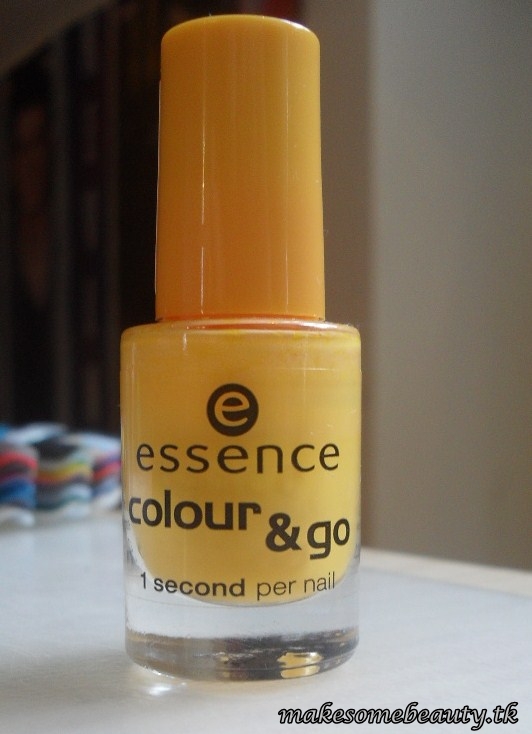 e
essence
colour & go
1 second per nail
makesomebeauty.tk